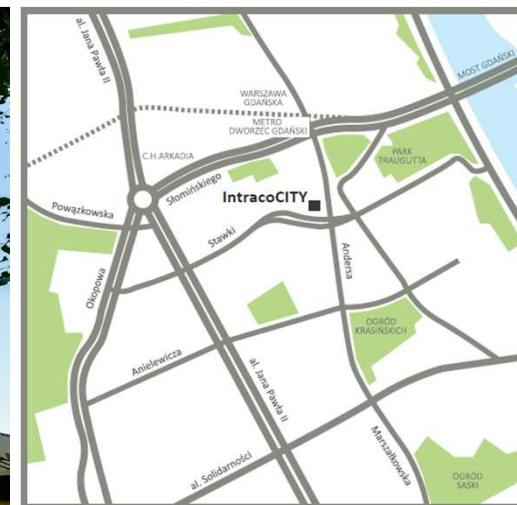 al. Jana Pawła II
MOST GDAŃSKI
WARSZAWA
GDAŃSKA
METRO
DWORZEC GDAŃSKI
C.H. ARKADIA
PARK
TRAUGUTTA
Słomińskiego
IntracoCITY
Powązkowska
Stawki
Andersa
Okopowa
OGRÓD
KRASIŃSKICH
Anielewicza
al. Jana Pawła II
Marszałkowska
al. Solidarności
OGRÓD
SASKI